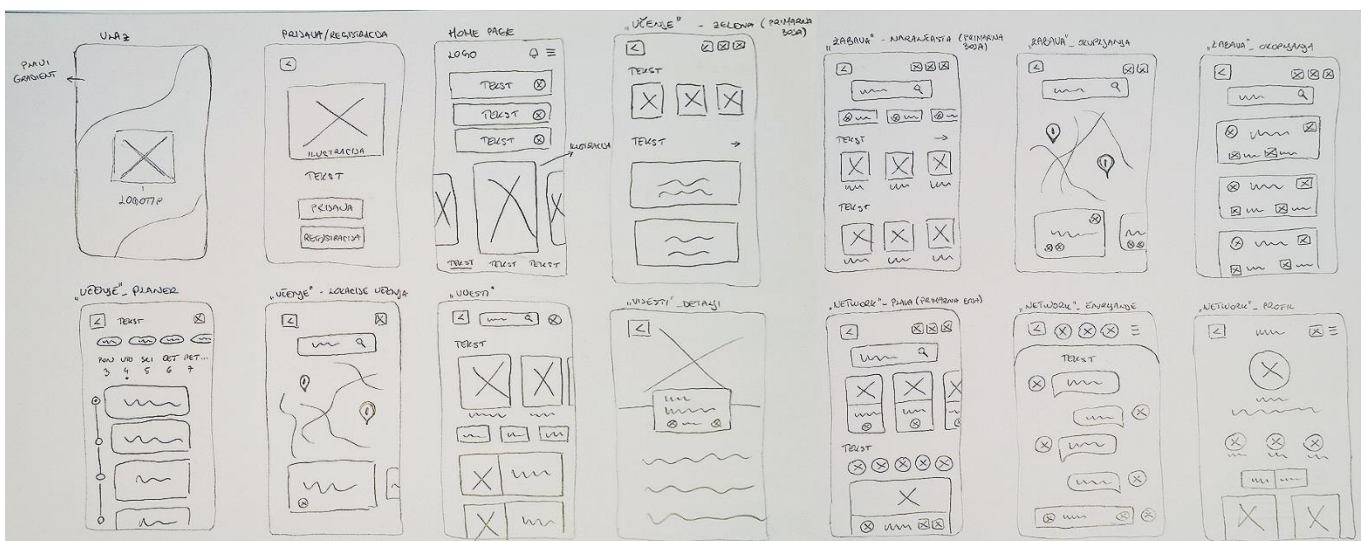 ULAZ
PLAVI
GRADIENT
LOGOTIP
PRIJAVA/REGISTRACIJA
ILUSTRACIJA
TEKST
PRIJAVA
REGISTRACIJA
HOME PAGE
LOGO
TEKST
TEKST
TEKST
ILUSTRACIJA
TEKST TEKST TEKST
„UČENJE" - ZELENA (PRIMARNA
BOJA)
TEKST
TEKST
„ZABAVA" - NARANČASTA (PRIMARNA
BOJA)
TEKST
TEKST
„ZABAVA"_ OKUPLJANJA
„ZABAVA"_ OKUPLJANJA
„UČENJE"_ PLANER
TEKST
PON UTO SRI ČET PET...
3 4 5 6 7
„UČENJE" - LOKACIJE UČENJA
„VIJESTI"
TEKST
„VIJESTI"_DETALJI
„NETWORK" - PLAVA (PRIMARNA BOJA)
TEKST
„NETWORK"_
TEKST
„NETWORK"_ PROFIL